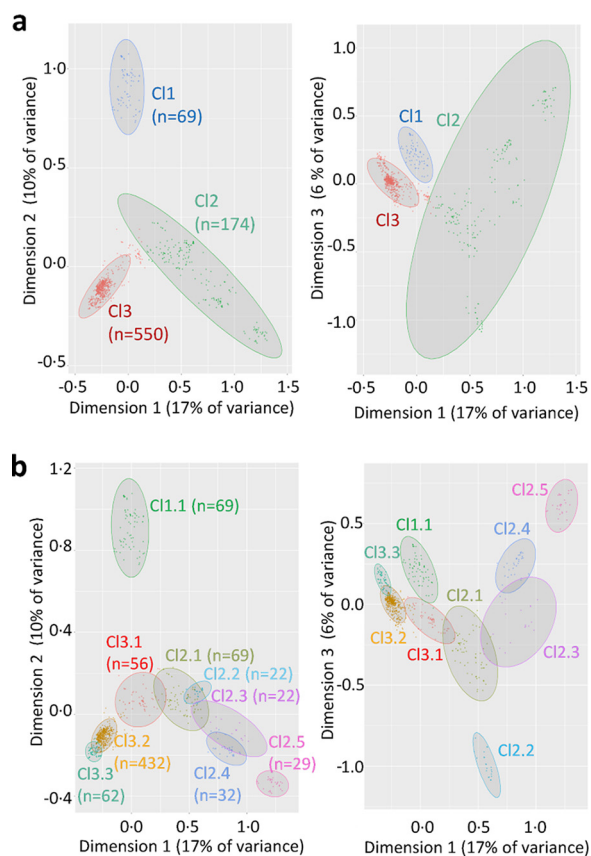 a
1·0
0·5
0·0
-0·5
Dimension 2 (10% of variance)
Cl1
(n=69)
Cl2
(n=174)
Cl3
(n=550)
-0·5 0·0 0·5 1·0 1·5
Dimension 1 (17% of variance)
1.0
0.5
0.0
-0.5
-1.0
Dimension 3 (6 % of variance)
Cl1
Cl2
Cl3
-0·5 0·0 0·5 1·0 1·5
Dimension 1 (17% of variance)
b
1·2
0·8
0·4
0·0
-0·4
Dimension 2 (10% of variance)
Cl1.1 (n=69)
Cl3.1
(n=56)
Cl2.1 (n=69)
Cl2.2 (n=22)
Cl2.3 (n=22)
Cl3.2
(n=432)
Cl2.5
(n=29)
Cl3.3
(n=62)
Cl2.4
(n=32)
0·0 0·5 1·0
Dimension 1 (17% of variance)
0.5
0.0
-0.5
-1.0
Dimension 3 (6% of variance)
Cl2.5
Cl1.1
Cl2.4
Cl3.3
Cl2.1
Cl3.2
Cl3.1
Cl2.3
Cl2.2
0·0 0·5 1·0
Dimension 1 (17% of variance)